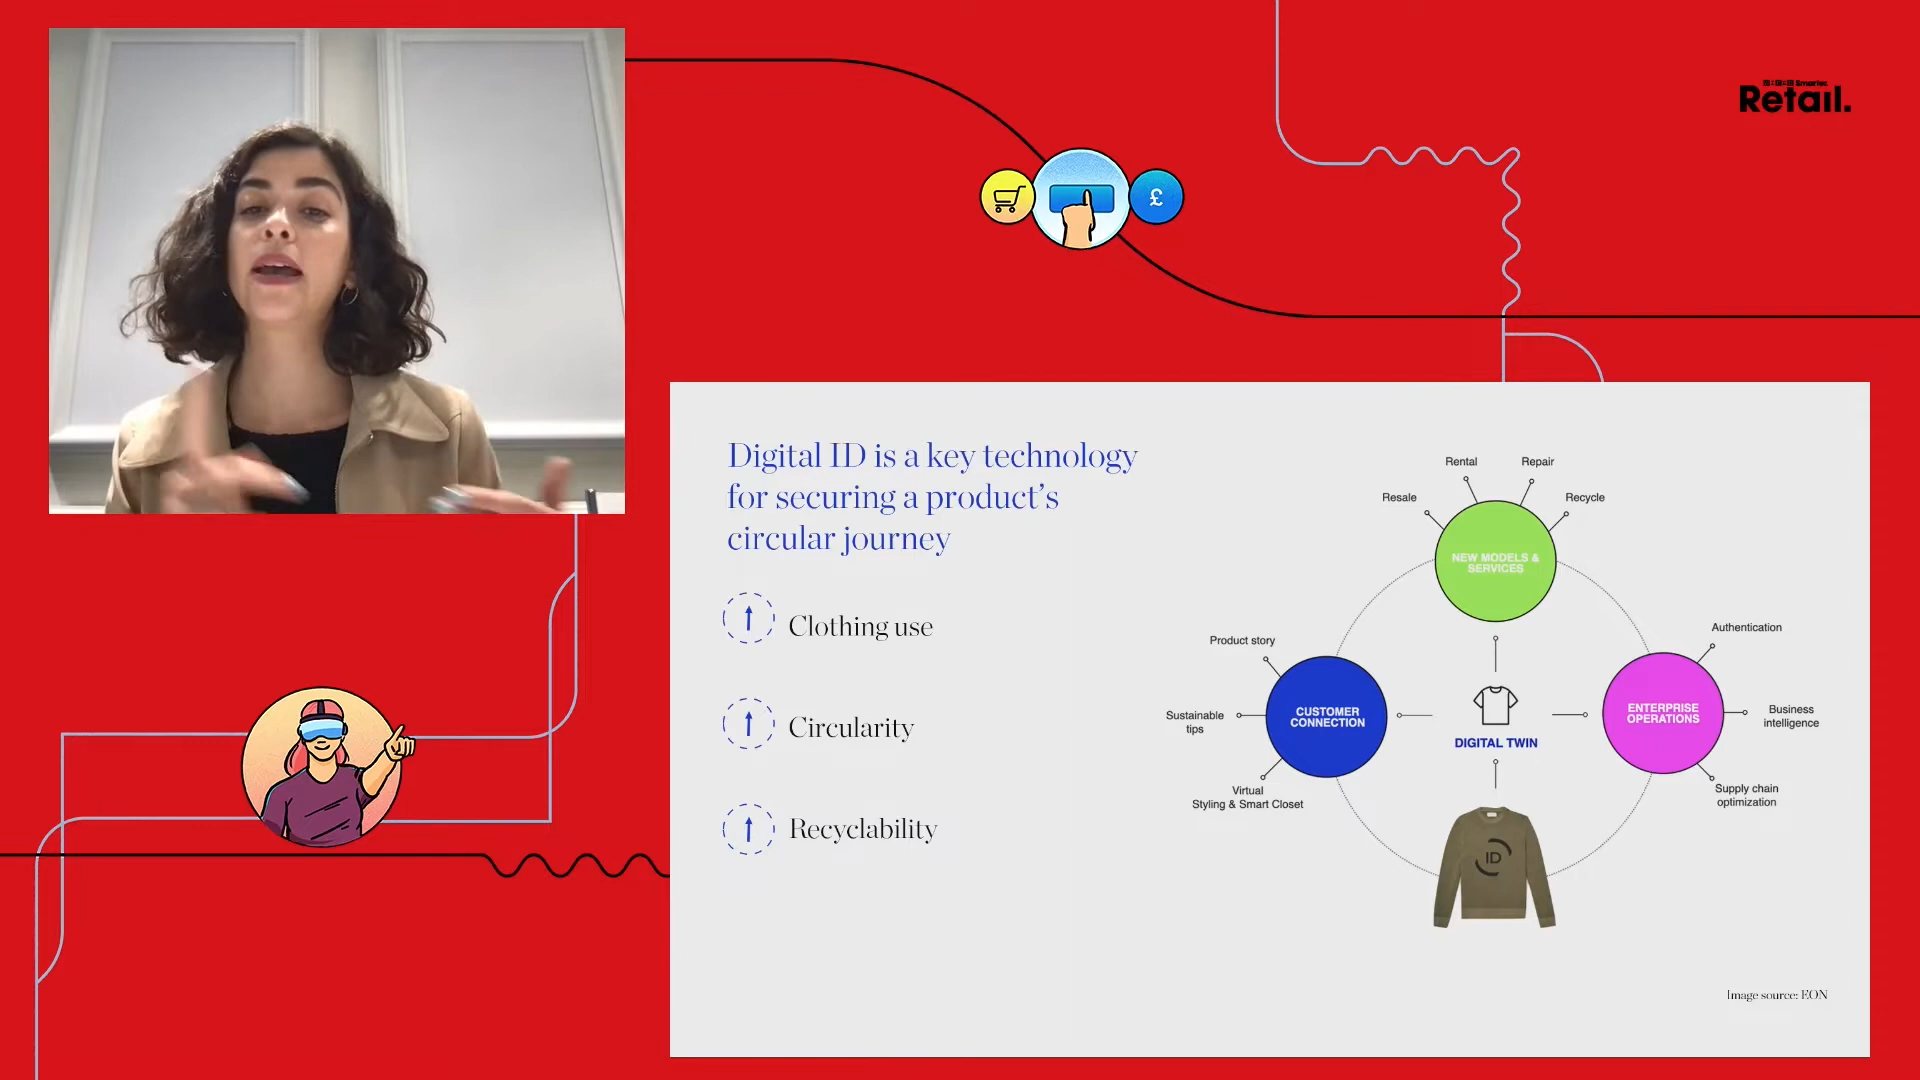 Smarter
Retail.
£
Digital ID is a key technology
for securing a product's
circular journey
Clothing use
Circularity
Recyclability
Rental
Repair
Resale
Recycle
NEW MODELS &
SERVICES
Product story
Sustainable
tips
Virtual
Styling & Smart Closet
CUSTOMER
CONNECTION
DIGITAL TWIN
ENTERPRISE
OPERATIONS
Authentication
Business
intelligence
Supply chain
optimization
ID
Image source: EON